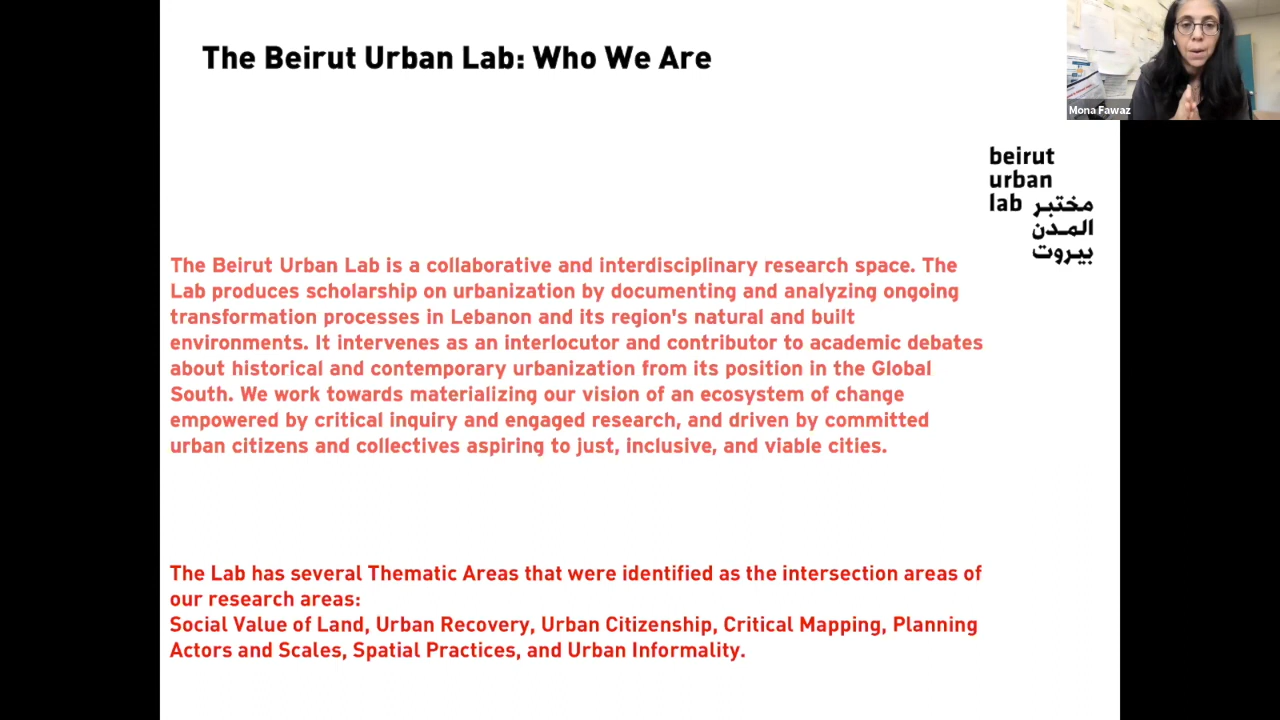 The Beirut Urban Lab: Who We Are
Mona Fawaz
beirut
urban
lab مختبر
المدن
بيروت
The Beirut Urban Lab is a collaborative and interdisciplinary research space. The
Lab produces scholarship on urbanization by documenting and analyzing ongoing
transformation processes in Lebanon and its region's natural and built
environments. It intervenes as an interlocutor and contributor to academic debates
about historical and contemporary urbanization from its position in the Global
South. We work towards materializing our vision of an ecosystem of change
empowered by critical inquiry and engaged research, and driven by committed
urban citizens and collectives aspiring to just, inclusive, and viable cities.
The Lab has several Thematic Areas that were identified as the intersection areas of
our research areas:
Social Value of Land, Urban Recovery, Urban Citizenship, Critical Mapping, Planning
Actors and Scales, Spatial Practices, and Urban Informality.